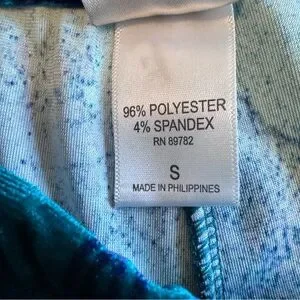 96% POLYESTER
4% SPANDEX
RN 89782
S
MADE IN PHILIPPINES